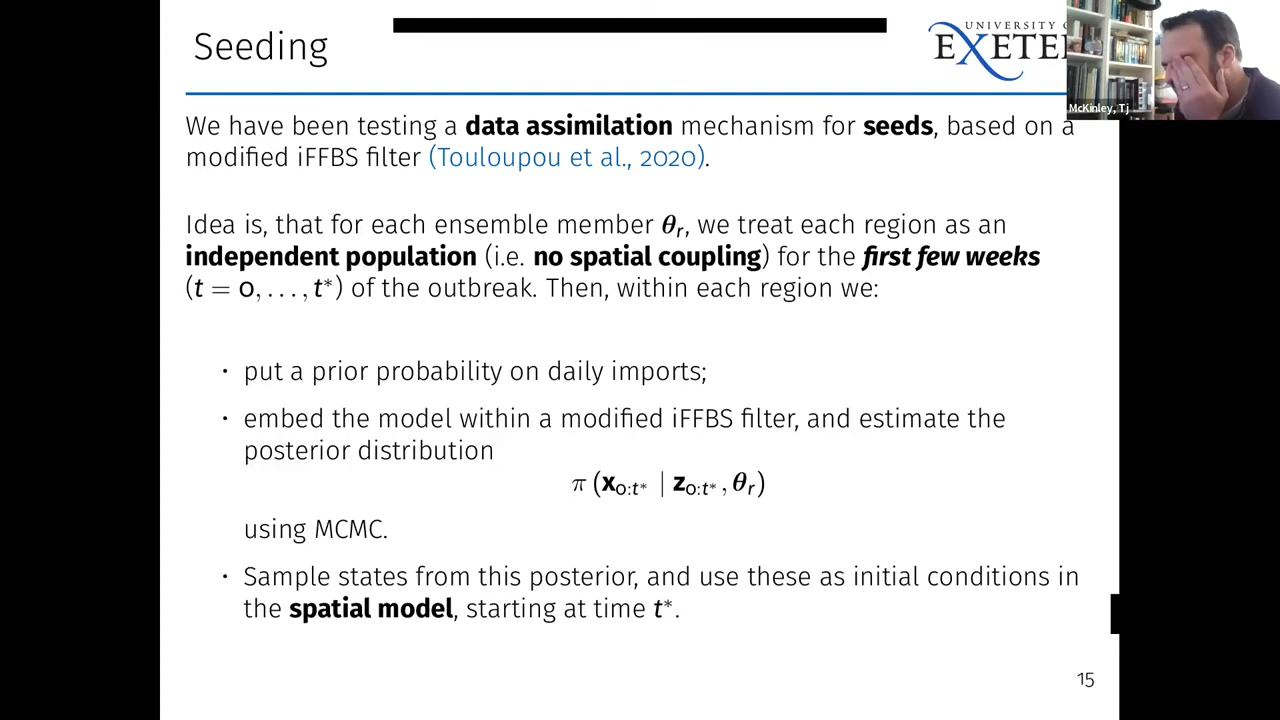 Seeding
UNIVERSITY O
EXETE
McKinley, Tj
We have been testing a data assimilation mechanism for seeds, based on a
modified iFFBS filter (Touloupou et al., 2020).
Idea is, that for each ensemble member θr, we treat each region as an
independent population (i.e. no spatial coupling) for the first few weeks
(t = 0, . . . , t*) of the outbreak. Then, within each region we:
· put a prior probability on daily imports;
· embed the model within a modified iFFBS filter, and estimate the
posterior distribution
π (x0:t* | z0:t*, θr)
using MCMC.
· Sample states from this posterior, and use these as initial conditions in
the spatial model, starting at time t*.
15